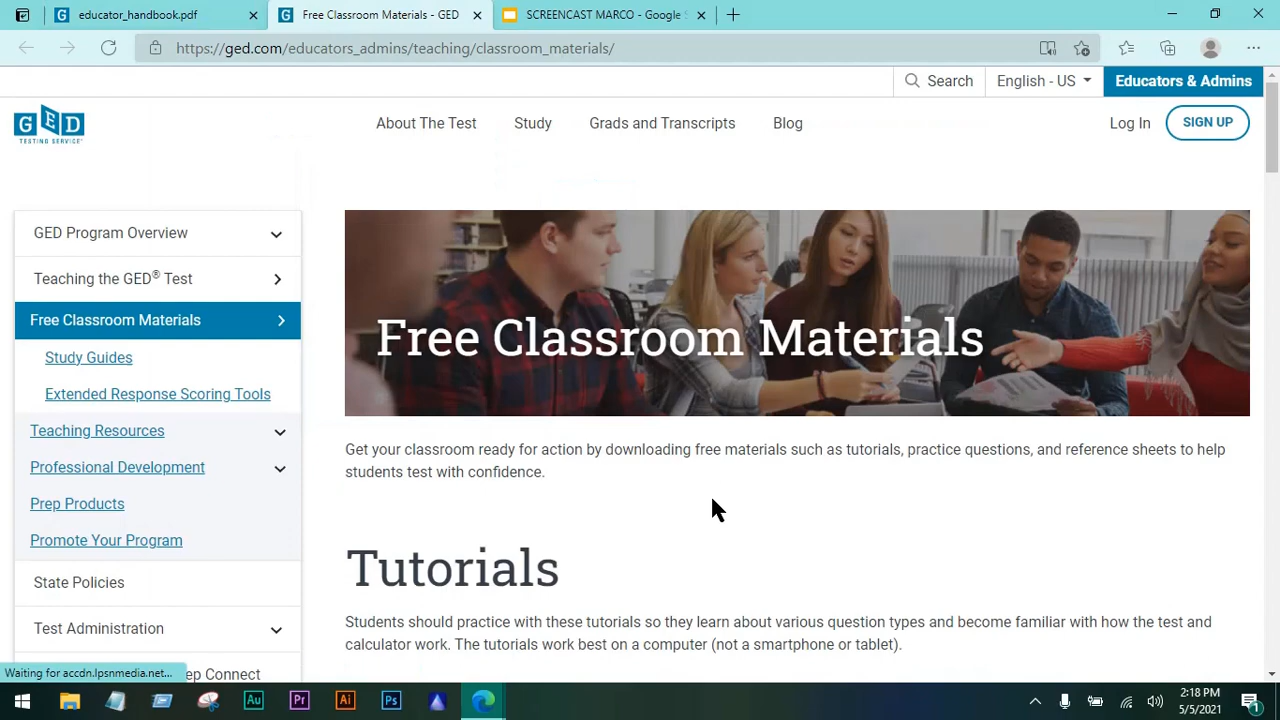 educator_handbook.pdf
Free Classroom Materials - GED
SCREENCAST MARCO - Google S
https://ged.com/educators_admins/teaching/classroom_materials/
Search
English - US
Educators & Admins
GED
TESTING SERVICE®
About The Test
Study
Grads and Transcripts
Blog
Log In
SIGN UP
GED Program Overview
Teaching the GED® Test
Free Classroom Materials
Study Guides
Extended Response Scoring Tools
Teaching Resources
Professional Development
Prep Products
Promote Your Program
State Policies
Test Administration
ep Connect
Free Classroom Materials
Get your classroom ready for action by downloading free materials such as tutorials, practice questions, and reference sheets to help
students test with confidence.
Tutorials
Students should practice with these tutorials so they learn about various question types and become familiar with how the test and
calculator work. The tutorials work best on a computer (not a smartphone or tablet).
Waiting for accdn.lpsnmedia.net...
Au
Pr
Ai
Ps
2:18 PM
5/5/2021
1